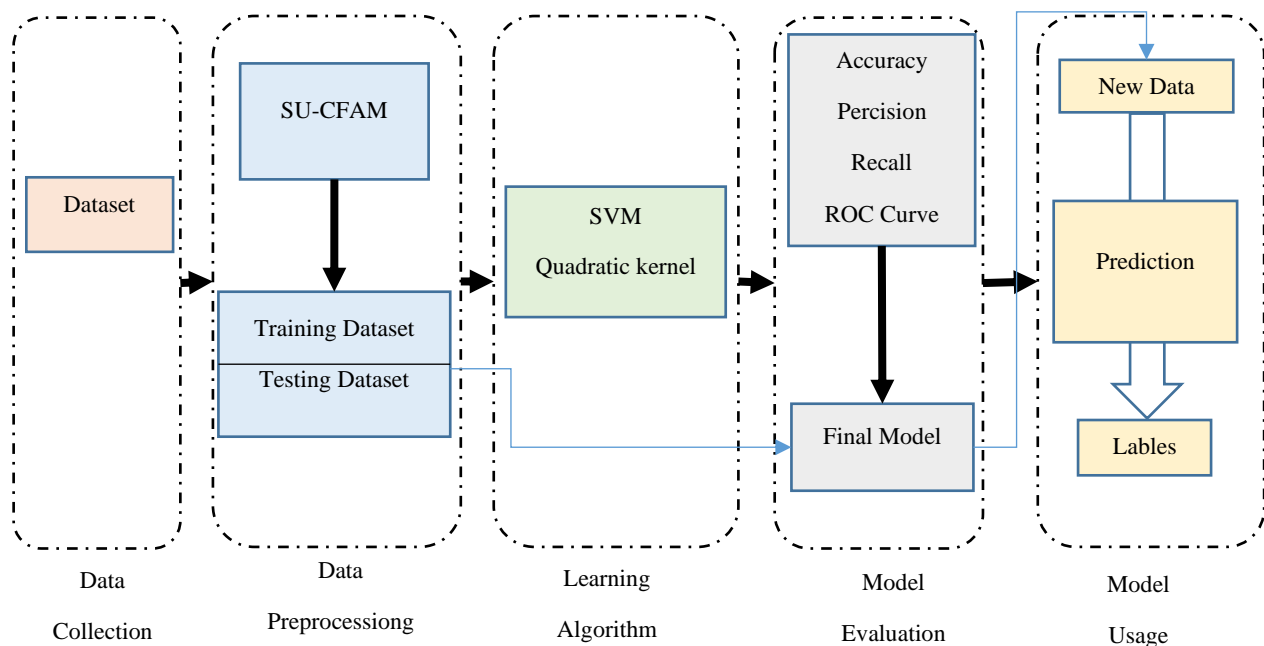 Dataset
Data
Collection
SU-CFAM
Training Dataset
Testing Dataset
Data
Preprocessiong
SVM
Quadratic kernel
Learning
Algorithm
Accuracy
Percision
Recall
ROC Curve
Final Model
Model
Evaluation
New Data
Prediction
Lables
Model
Usage